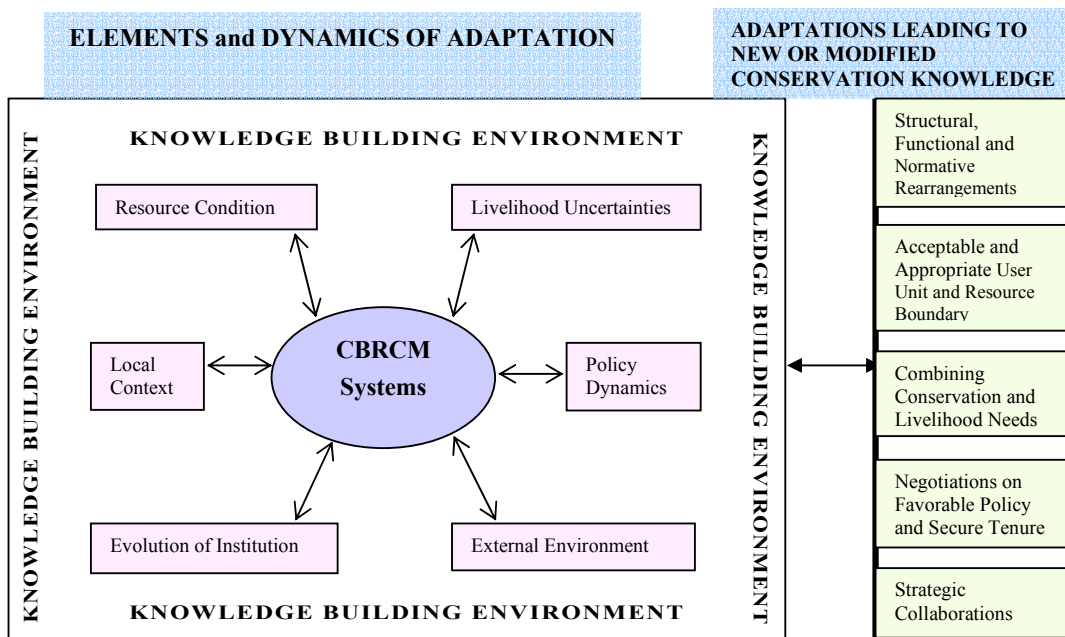 ELEMENTS and DYNAMICS OF ADAPTATION
ADAPTATIONS LEADING TO
NEW OR MODIFIED
CONSERVATION KNOWLEDGE
KNOWLEDGE BUILDING ENVIRONMENT
KNOWLEDGE BUILDING ENVIRONMENT
Resource Condition
Livelihood Uncertainties
Local
Context
CBRCM
Systems
Policy
Dynamics
Evolution of Institution
External Environment
KNOWLEDGE BUILDING ENVIRONMENT
KNOWLEDGE BUILDING ENVIRONMENT
Structural,
Functional and
Normative
Rearrangements
Acceptable and
Appropriate User
Unit and Resource
Boundary
Combining
Conservation and
Livelihood Needs
Negotiations on
Favorable Policy
and Secure Tenure
Strategic
Collaborations